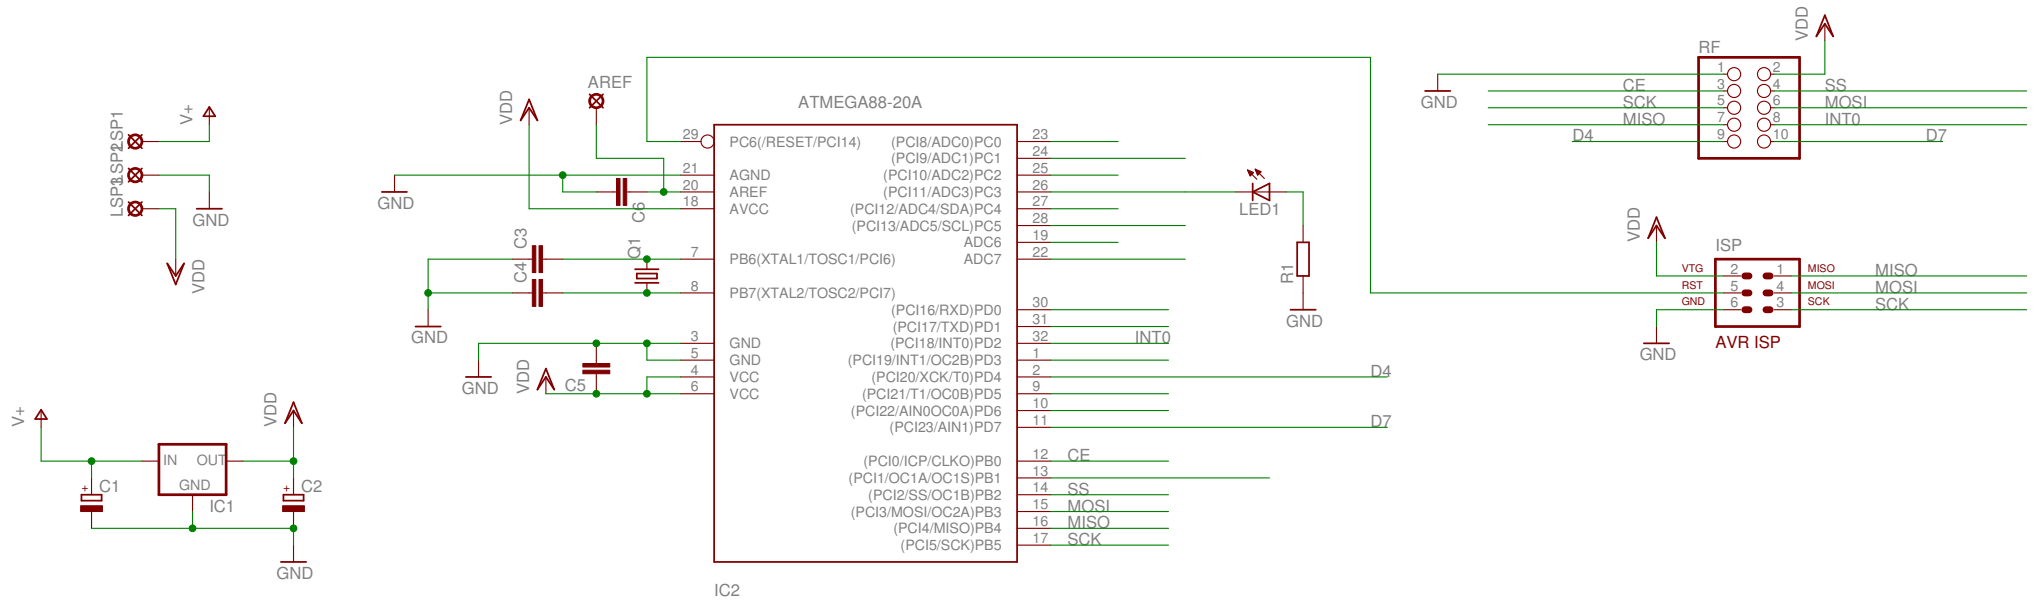 LSP1
V+
LSP2
GND
LSP3
VDD
V+
VDD
IN OUT
GND
IC1
C1
C2
GND
AREF
VDD
GND
C6
C3
C4
Q1
GND
GND
VDD
C5
ATMEGA88-20A
29 PC6(/RESET/PCI14)
21 AGND
20 AREF
18 AVCC
7 PB6(XTAL1/TOSC1/PCI6)
8 PB7(XTAL2/TOSC2/PCI7)
3 GND
5 GND
4 VCC
6 VCC
(PCI8/ADC0)PC0 23
(PCI9/ADC1)PC1 24
(PCI10/ADC2)PC2 25
(PCI11/ADC3)PC3 26
(PCI12/ADC4/SDA)PC4 27
(PCI13/ADC5/SCL)PC5 28
ADC6 19
ADC7 22
(PCI16/RXD)PD0 30
(PCI17/TXD)PD1 31
(PCI18/INT0)PD2 32 INT0
(PCI19/INT1/OC2B)PD3 1
(PCI20/XCK/T0)PD4 2 D4
(PCI21/T1/OC0B)PD5 9
(PCI22/AIN0OC0A)PD6 10
(PCI23/AIN1)PD7 11 D7
(PCI0/ICP/CLKO)PB0 12 CE
(PCI1/OC1A/OC1S)PB1 13
(PCI2/SS/OC1B)PB2 14 SS
(PCI3/MOSI/OC2A)PB3 15 MOSI
(PCI4/MISO)PB4 16 MISO
(PCI5/SCK)PB5 17 SCK
IC2
LED1
R1
GND
VDD
RF
GND
1 2
CE 3 4 SS
SCK 5 6 MOSI
MISO 7 8 INT0
D4 9 10 D7
VDD
ISP
VTG 2 1 MISO MISO
RST 5 4 MOSI MOSI
GND 6 3 SCK SCK
GND
AVR ISP